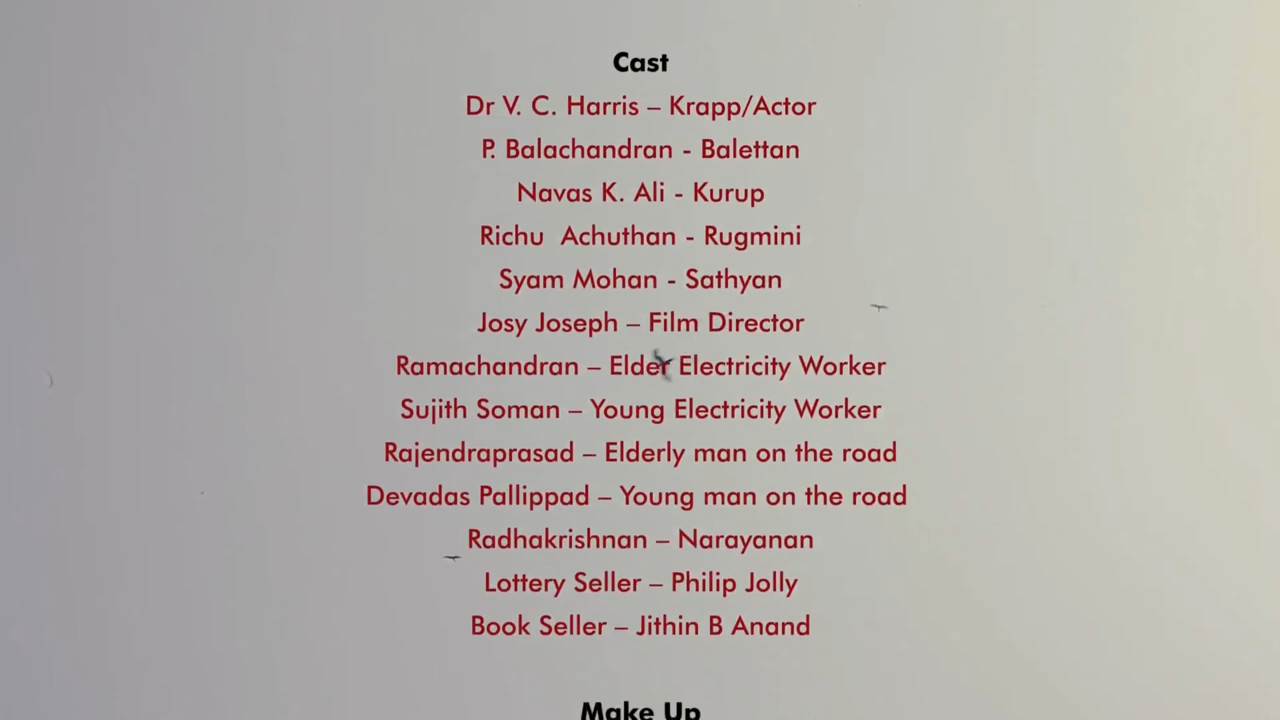 Cast
Dr V. C. Harris – Krapp/Actor
P. Balachandran - Balettan
Navas K. Ali - Kurup
Richu  Achuthan - Rugmini
Syam Mohan - Sathyan
Josy Joseph – Film Director
Ramachandran – Elder Electricity Worker
Sujith Soman – Young Electricity Worker
Rajendraprasad – Elderly man on the road
Devadas Pallippad – Young man on the road
Radhakrishnan – Narayanan
Lottery Seller – Philip Jolly
Book Seller – Jithin B Anand
Make Up